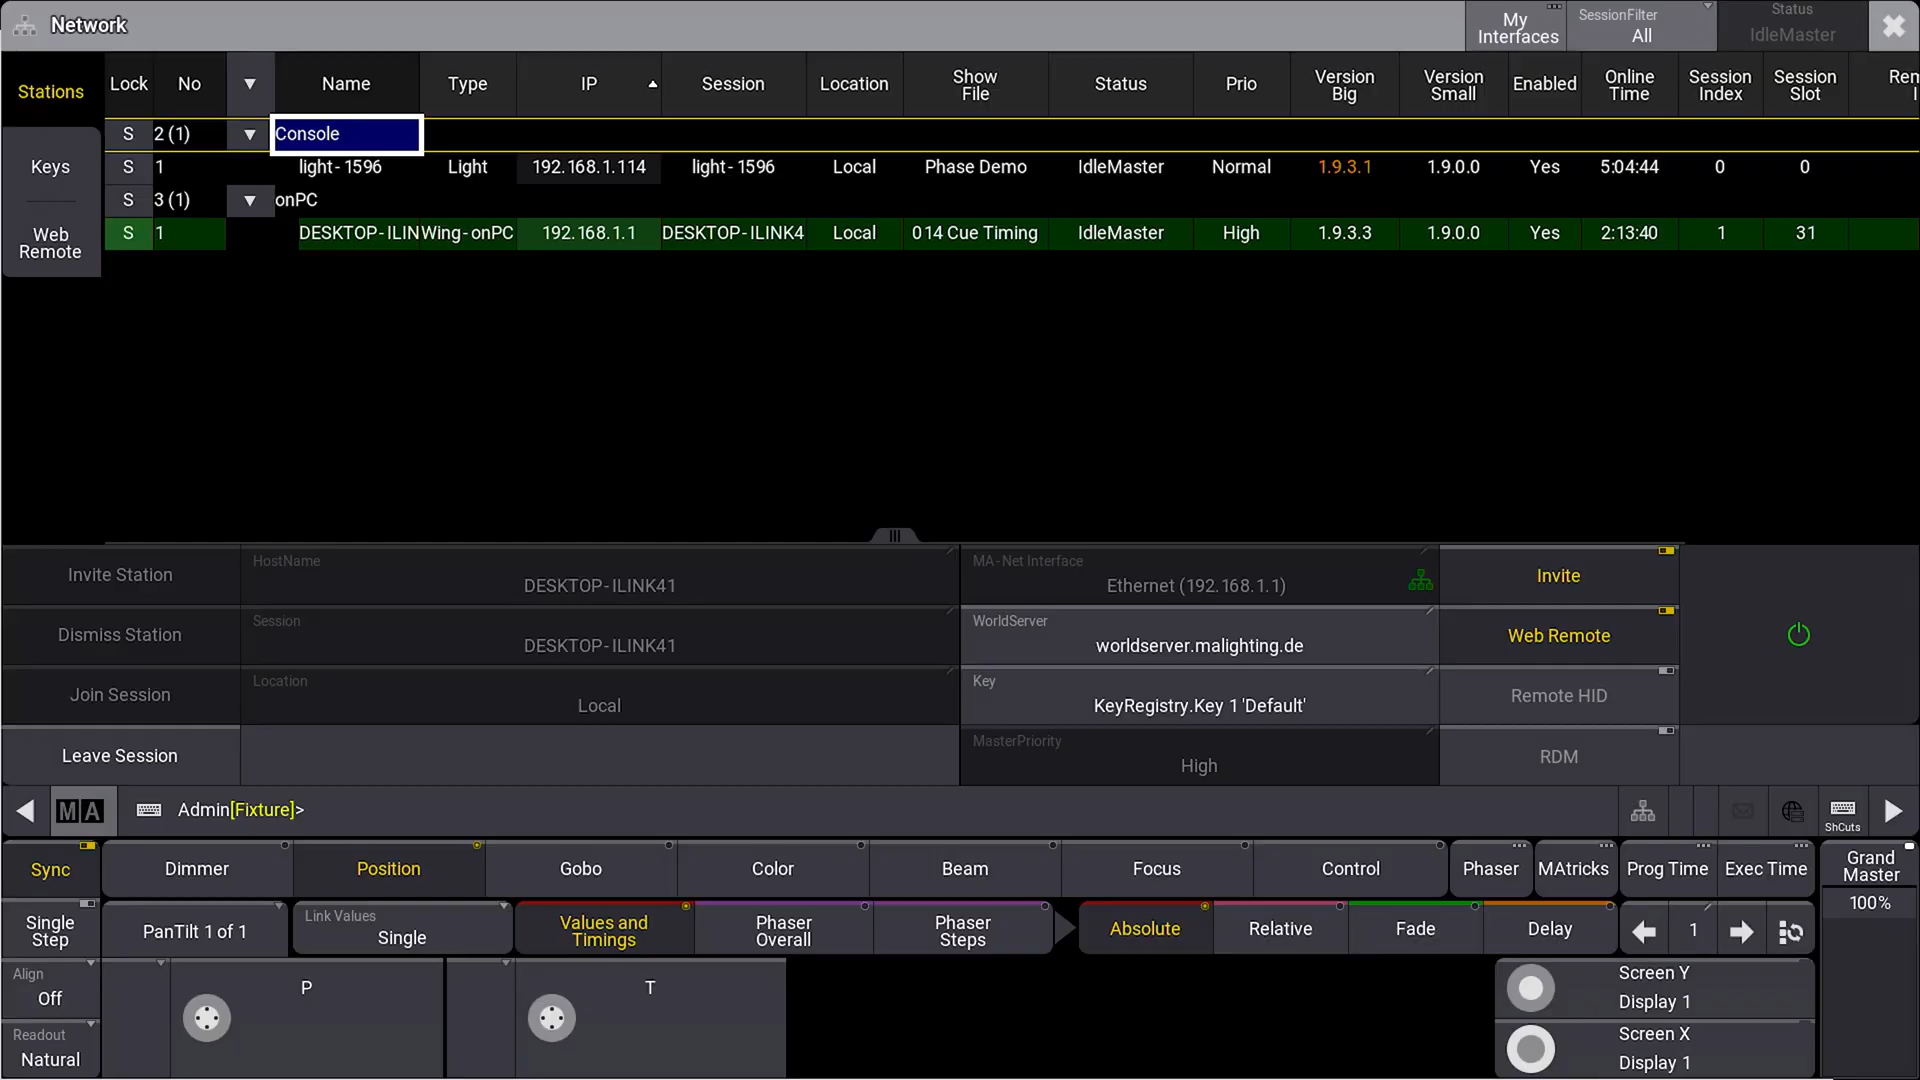 Network
My Interfaces
SessionFilter
All
Status
IdleMaster
Stations
Keys
Web Remote
Lock No Name Type IP Session Location Show File Status Prio Version Big Version Small Enabled Online Time Session Index Session Slot Rem
S 2 (1) Console
S 1 light-1596 Light 192.168.1.114 light-1596 Local Phase Demo IdleMaster Normal 1.9.3.1 1.9.0.0 Yes 5:04:44 0 0
S 3 (1) onPC
S 1 DESKTOP-ILIN Wing-onPC 192.168.1.1 DESKTOP-ILINK4 Local 014 Cue Timing IdleMaster High 1.9.3.3 1.9.0.0 Yes 2:13:40 1 31
Invite Station
HostName
DESKTOP-ILINK41
MA-Net Interface
Ethernet (192.168.1.1)
Invite
Dismiss Station
Session
DESKTOP-ILINK41
WorldServer
worldserver.malighting.de
Web Remote
Join Session
Location
Local
Key
KeyRegistry.Key 1 'Default'
Remote HID
Leave Session
MasterPriority
High
RDM
MA
Admin[Fixture]>
ShCuts
Sync
Dimmer
Position
Gobo
Color
Beam
Focus
Control
Phaser
MAtricks
Prog Time
Exec Time
Grand Master
100%
Single Step
PanTilt 1 of 1
Link Values
Single
Values and Timings
Phaser Overall
Phaser Steps
Absolute
Relative
Fade
Delay
1
Align
Off
P
T
Screen Y
Display 1
Readout
Natural
Screen X
Display 1